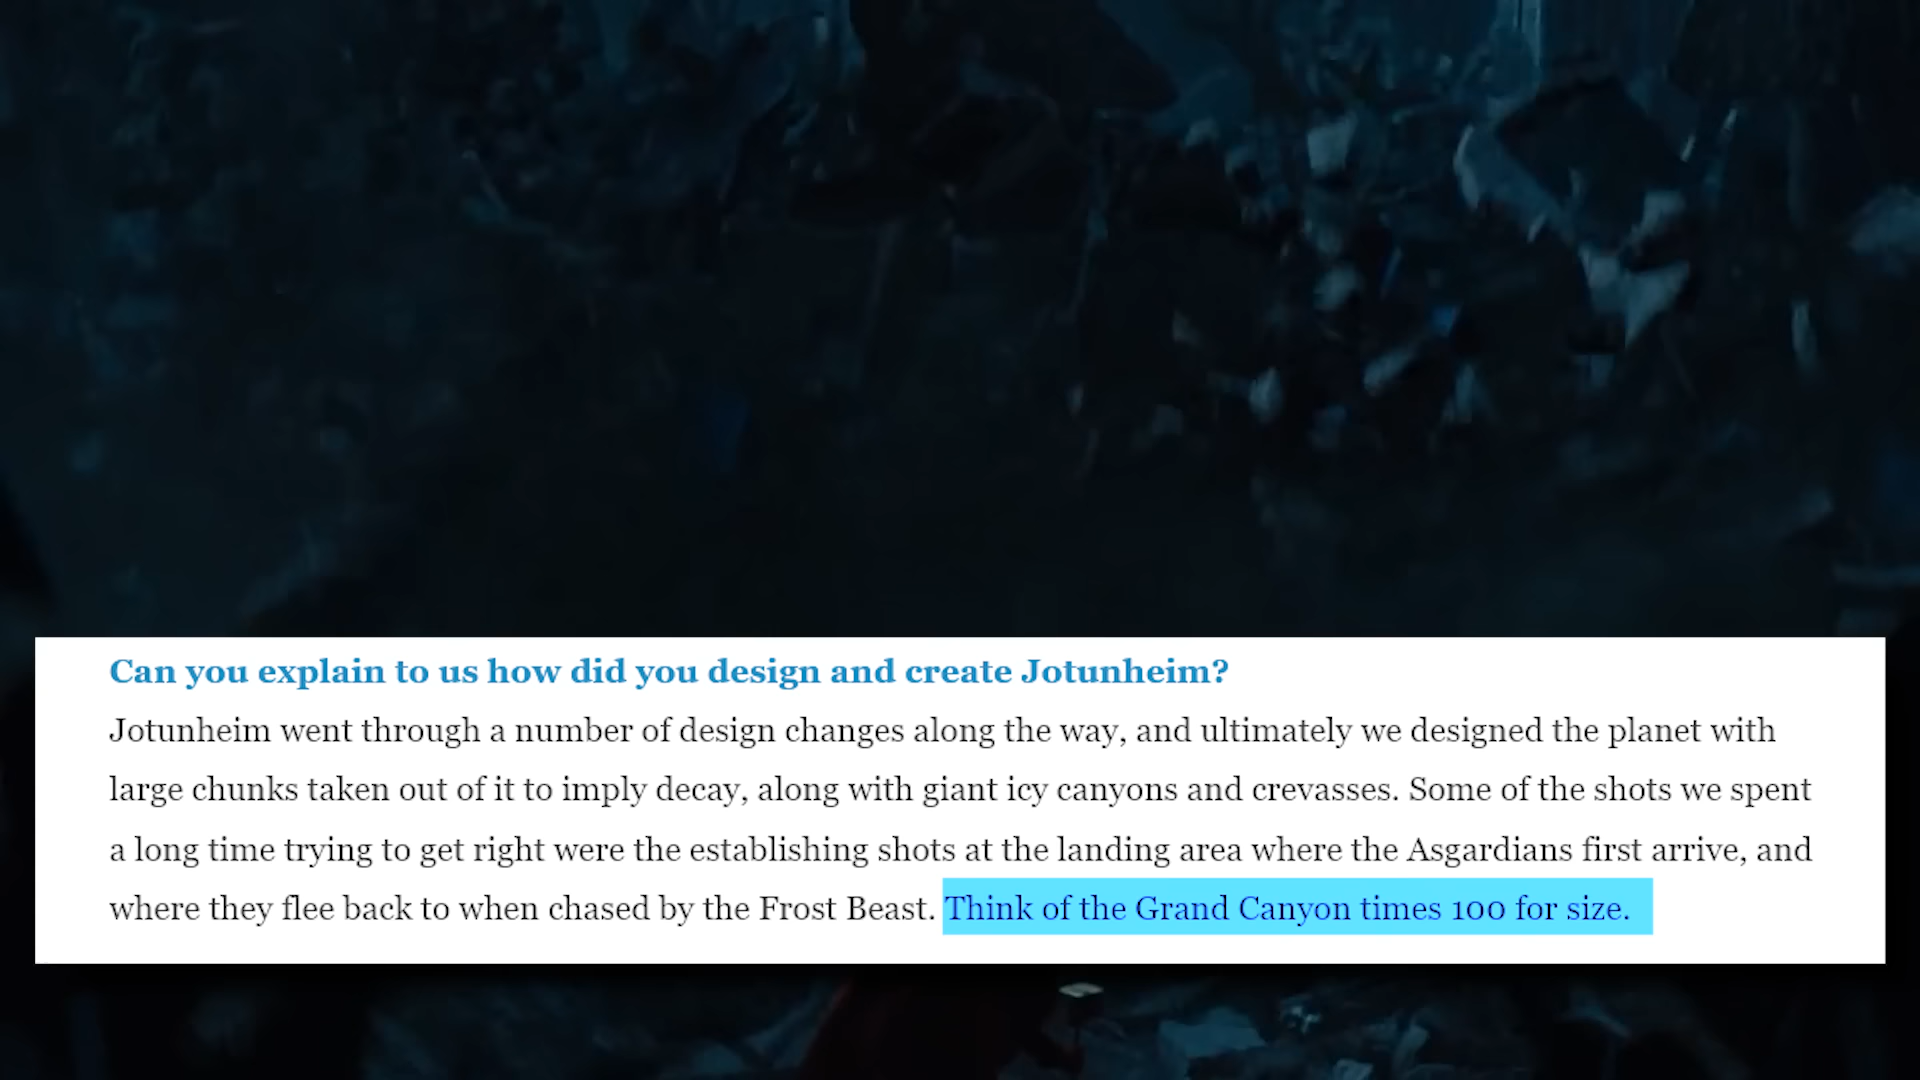 Can you explain to us how did you design and create Jotunheim?
Jotunheim went through a number of design changes along the way, and ultimately we designed the planet with
large chunks taken out of it to imply decay, along with giant icy canyons and crevasses. Some of the shots we spent
a long time trying to get right were the establishing shots at the landing area where the Asgardians first arrive, and
where they flee back to when chased by the Frost Beast. Think of the Grand Canyon times 100 for size.